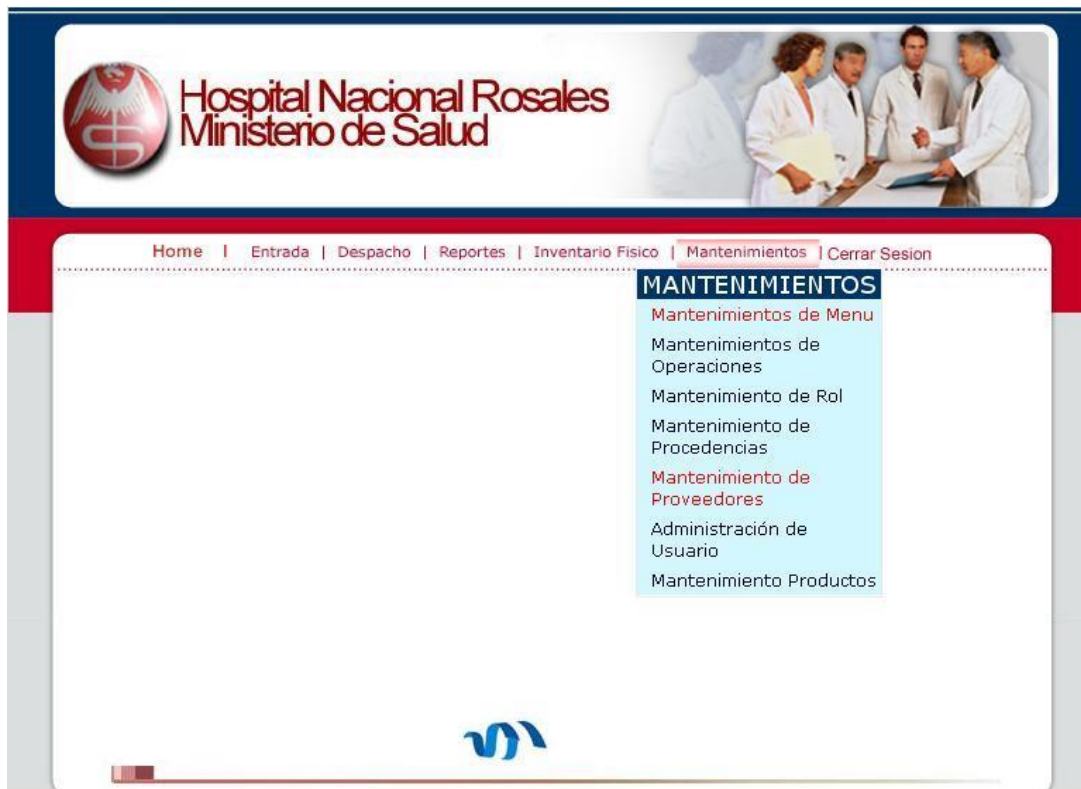 Hospital Nacional Rosales
Ministerio de Salud
Home | Entrada | Despacho | Reportes | Inventario Fisico | Mantenimientos | Cerrar Sesion
MANTENIMIENTOS
Mantenimientos de Menu
Mantenimientos de
Operaciones
Mantenimiento de Rol
Mantenimiento de
Procedencias
Mantenimiento de
Proveedores
Administración de
Usuario
Mantenimiento Productos